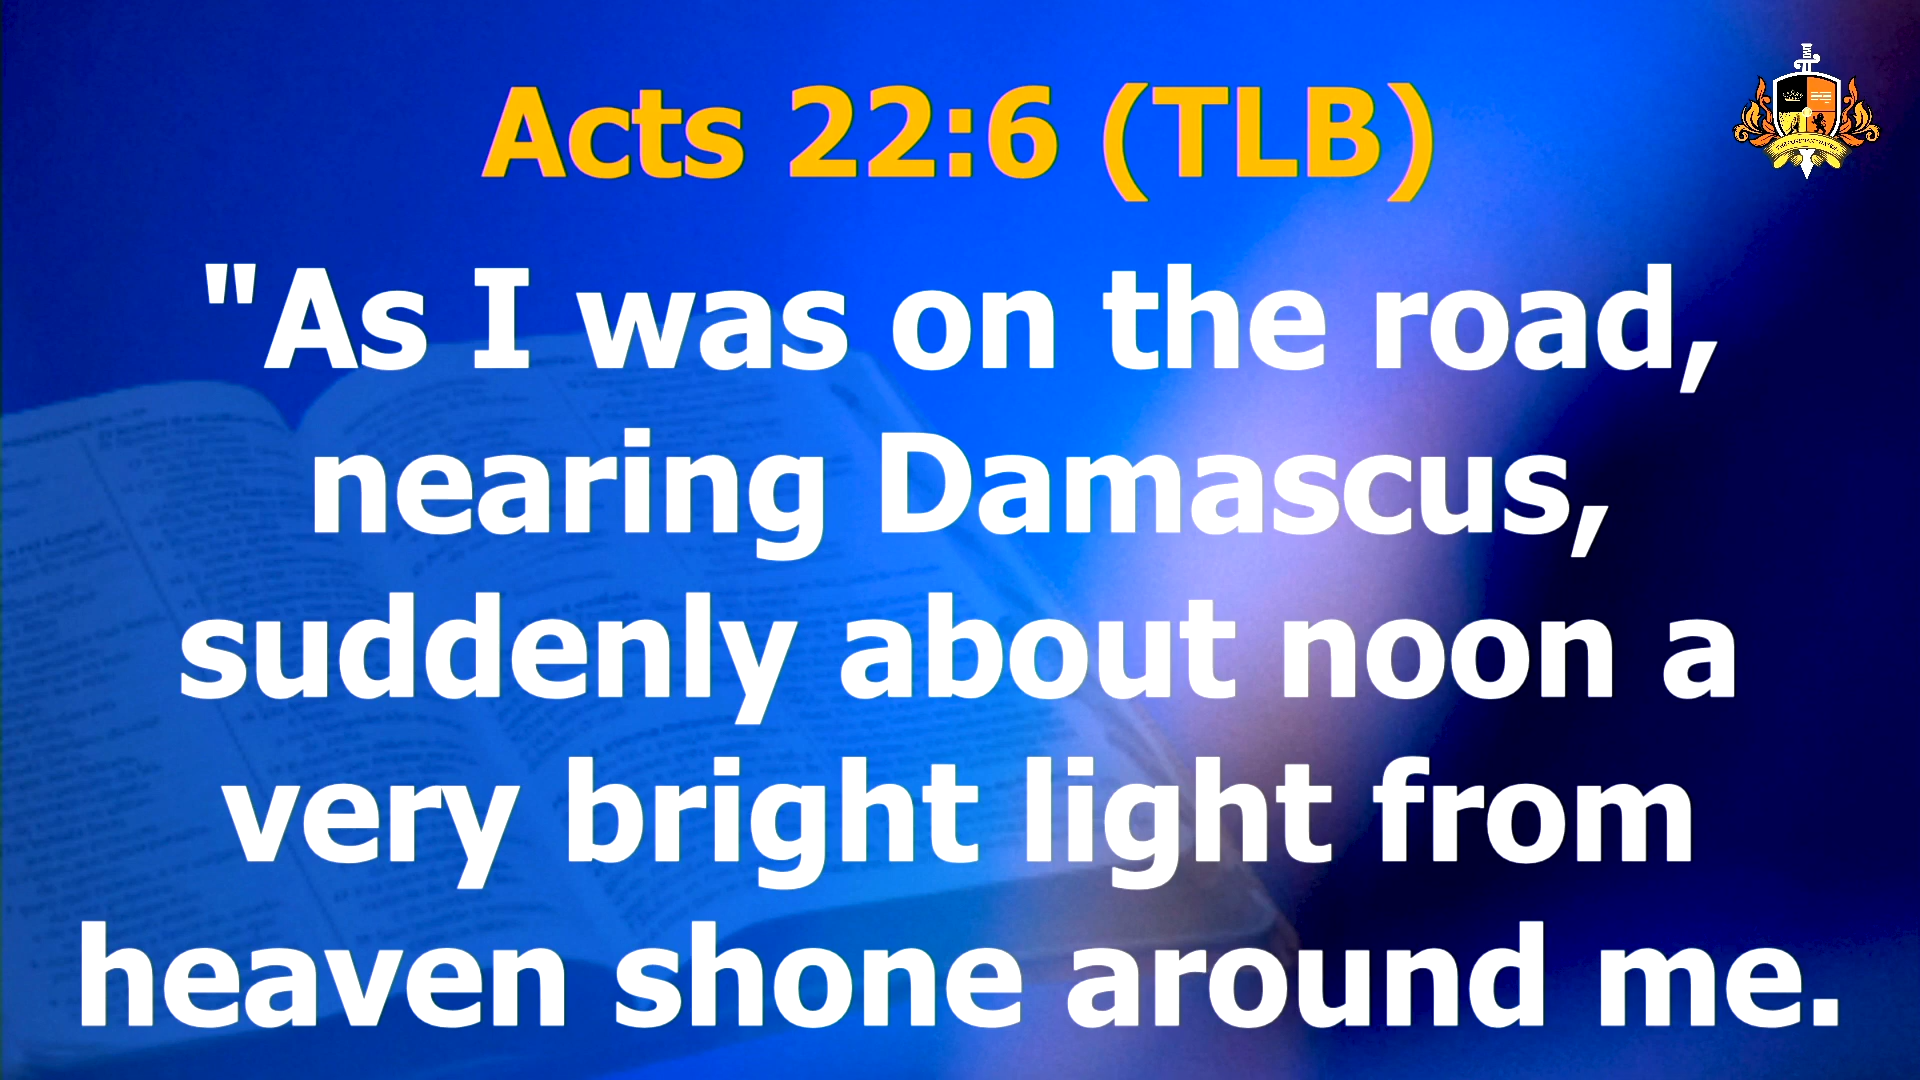 Acts 22:6 (TLB)
"As I was on the road,
nearing Damascus,
suddenly about noon a
very bright light from
heaven shone around me.